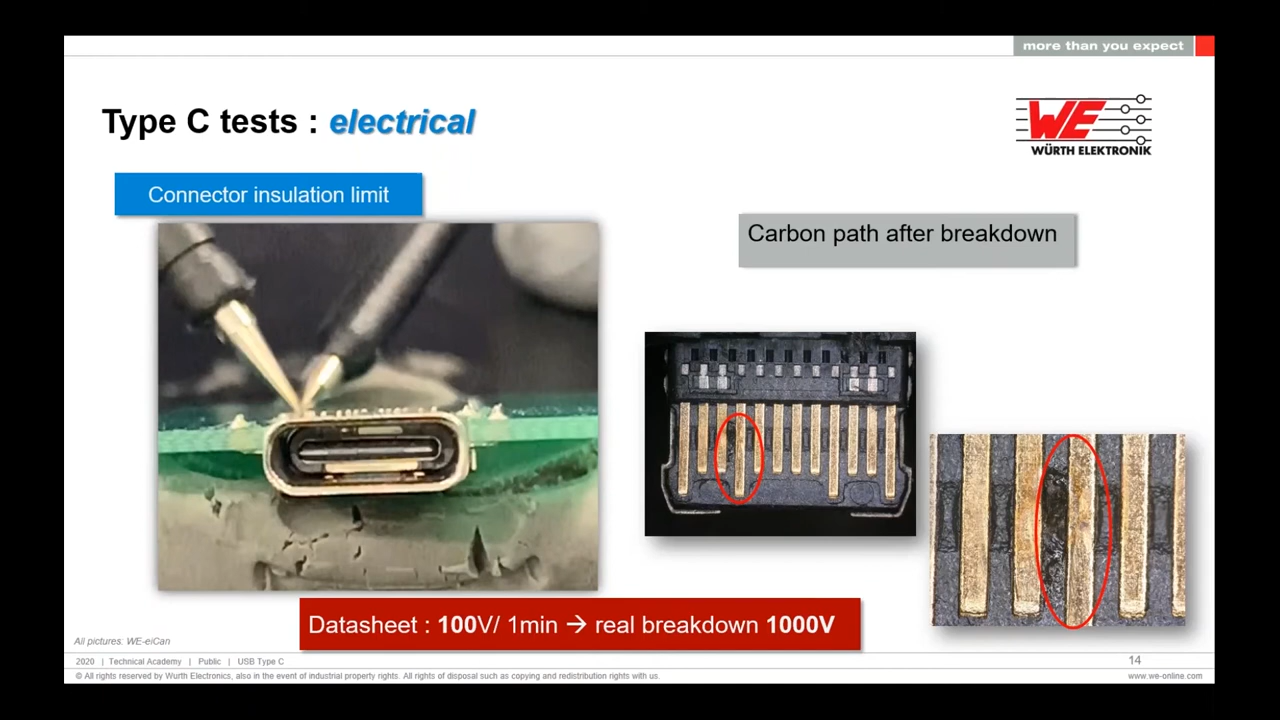 more than you expect
Type C tests : electrical
WE
WÜRTH ELEKTRONIK
Connector insulation limit
Carbon path after breakdown
Datasheet : 100V/ 1min → real breakdown 1000V
All pictures: WE-eiCan
2020 | Technical Academy | Public | USB Type C
14
© All rights reserved by Wurth Electronics, also in the event of industrial property rights. All rights of disposal such as copying and redistribution rights with us.
www.we-online.com